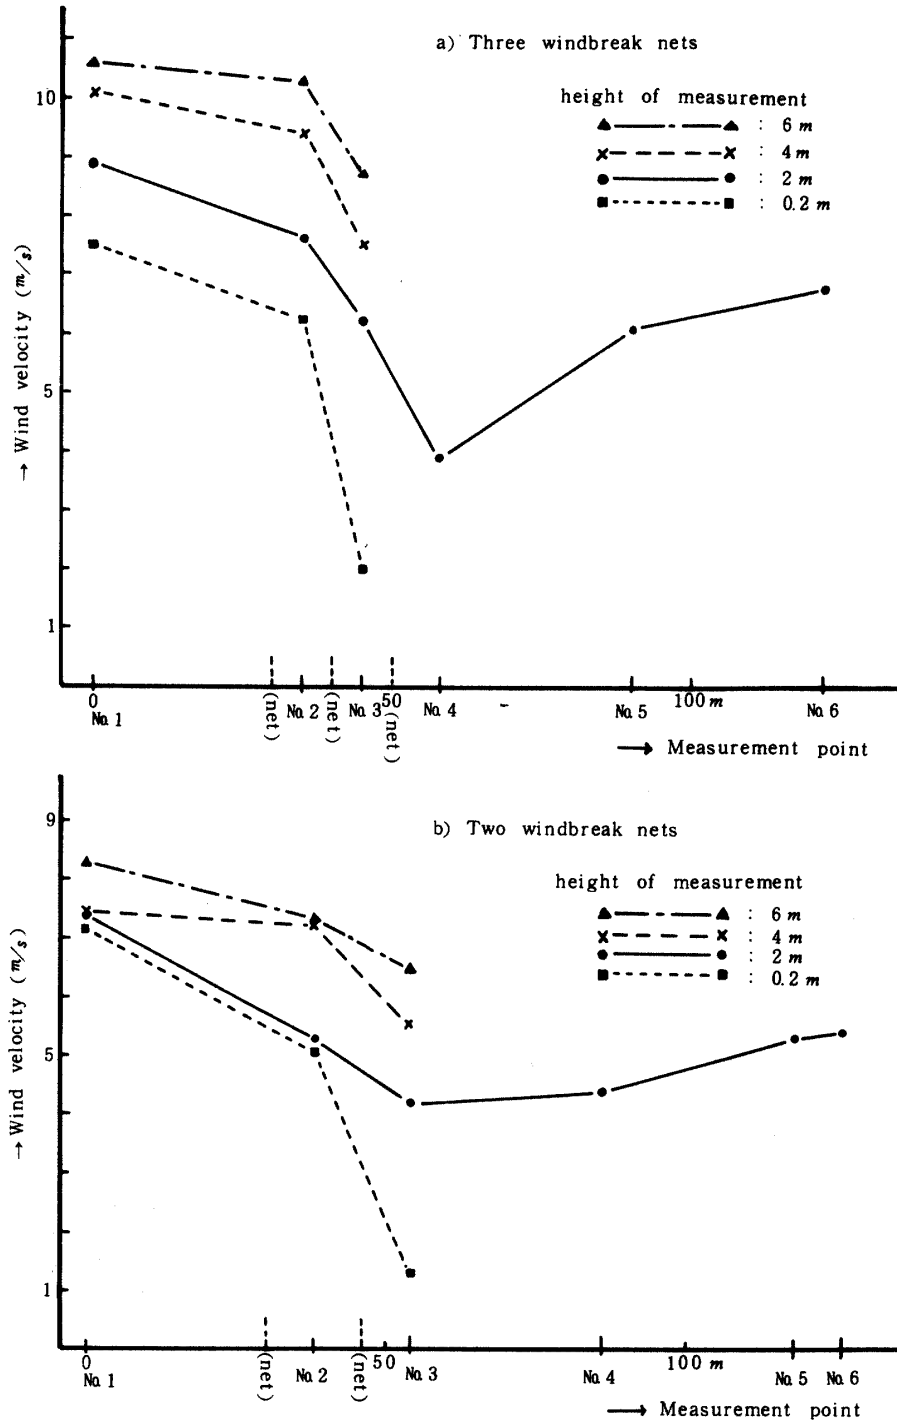 a) Three windbreak nets
height of measurement
: 6 m
: 4 m
: 2 m
: 0.2 m
10
5
1
→ Wind velocity (m/s)
0
50
100 m
No. 1
(net)
No. 2
(net)
No. 3
(net)
No. 4
No. 5
No. 6
→ Measurement point
b) Two windbreak nets
height of measurement
: 6 m
: 4 m
: 2 m
: 0.2 m
9
5
1
→ Wind velocity (m/s)
0
50
100 m
No. 1
(net)
No. 2
(net)
No. 3
No. 4
No. 5
No. 6
→ Measurement point